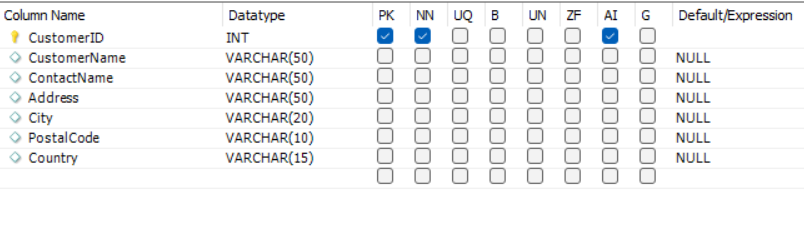 Column Name Datatype PK NN UQ B UN ZF AI G Default/Expression
CustomerID INT
CustomerName VARCHAR(50) NULL
ContactName VARCHAR(50) NULL
Address VARCHAR(50) NULL
City VARCHAR(20) NULL
PostalCode VARCHAR(10) NULL
Country VARCHAR(15) NULL